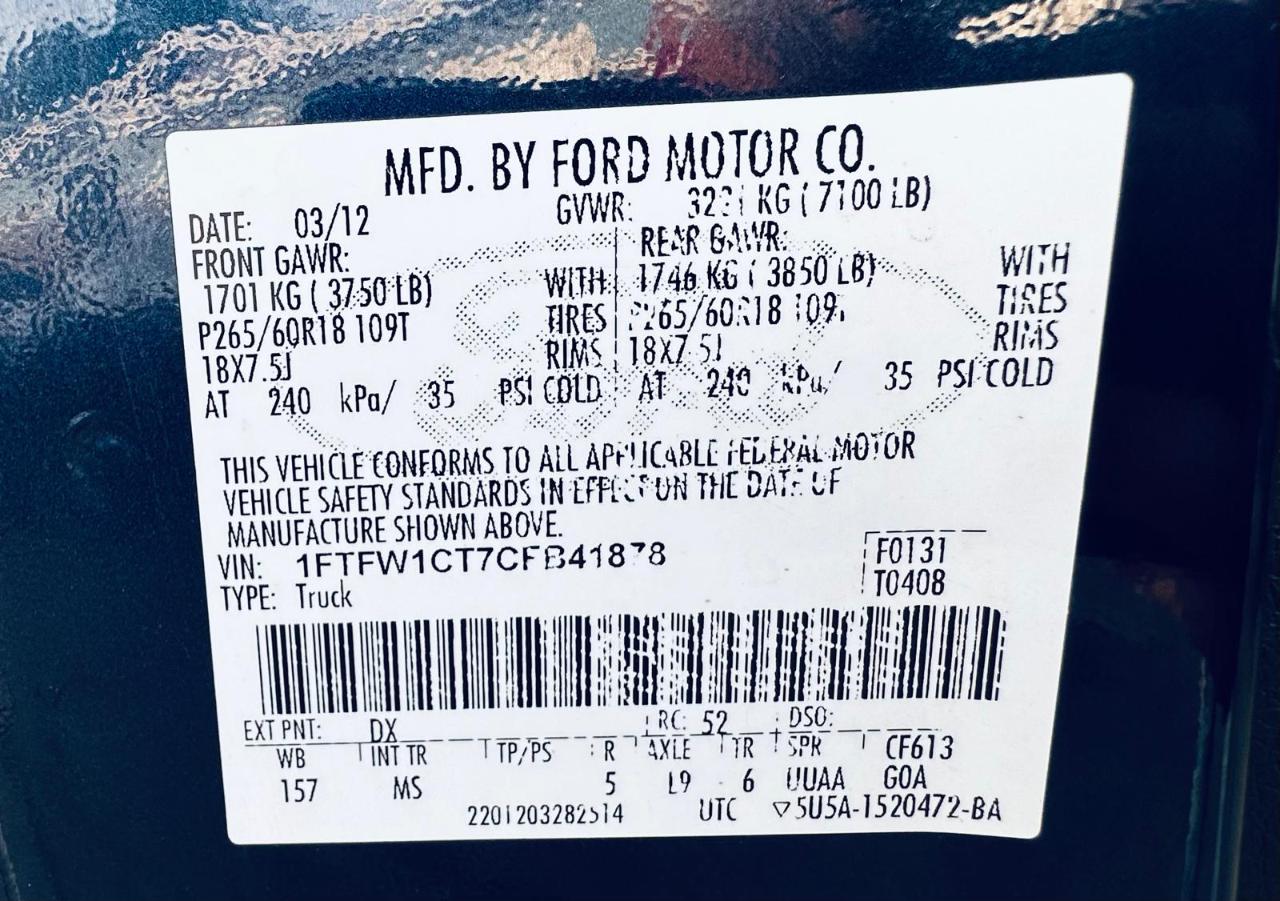 MFD. BY FORD MOTOR CO.
DATE: 03/12 GVWR: KG ( 7100 LB)
FRONT GAWR: REAR GAWR:
1701 KG ( 3750 LB) WITH 1746 KG ( 3850 LB) WITH
P265/60R18 109T TIRES P265/60R18 TIRES
18X7.5J RIMS 18X7.5J RIMS
AT 240 kPa/ 35 PSI COLD AT 240 kPa/ 35 PSI COLD
THIS VEHICLE CONFORMS TO ALL APPLICABLE FEDERAL MOTOR
VEHICLE SAFETY STANDARDS IN EFFECT ON THE DATE OF
MANUFACTURE SHOWN ABOVE.
VIN: 1FTFW1CT7CFB41878 F0131
TYPE: Truck T0408
EXT PNT: DX RC: 52 DSO:
WB INT TR TP/PS R AXLE TR SPR CF613
157 MS 5 L9 6 UUAA GOA
2201203282514 UTC ▽5U5A-1520472-BA